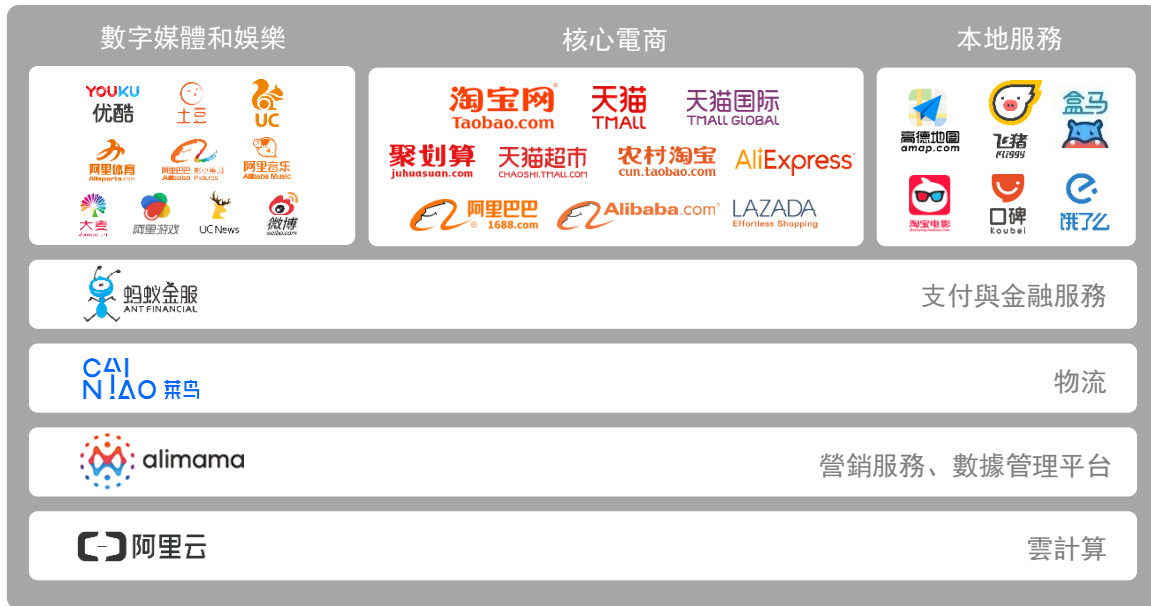 數字媒體和娛樂
核心電商
本地服務
YOUKU
优酷
土豆
UC
阿里体育
Alisports.com
阿里巴巴 影业集团
Alibaba Pictures
阿里音乐
Alibaba Music
大麦
damai.cn
阿里游戏
UC News
微博
weibo.com
淘宝网
Taobao.com
天猫
TMALL
天猫国际
TMALL GLOBAL
聚划算
juhuasuan.com
天猫超市
CHAOSHI.TMALL.COM
农村淘宝
cun.taobao.com
AliExpress
阿里巴巴
1688.com
Alibaba.com
LAZADA
Effortless Shopping
高德地圖
amap.com
飞猪
Fliggy
盒马
淘宝电影
口碑
Koubei
饿了么
蚂蚁金服
ANT FINANCIAL
支付與金融服務
CAI
NIAO 菜鸟
物流
alimama
營銷服務、數據管理平台
阿里云
雲計算